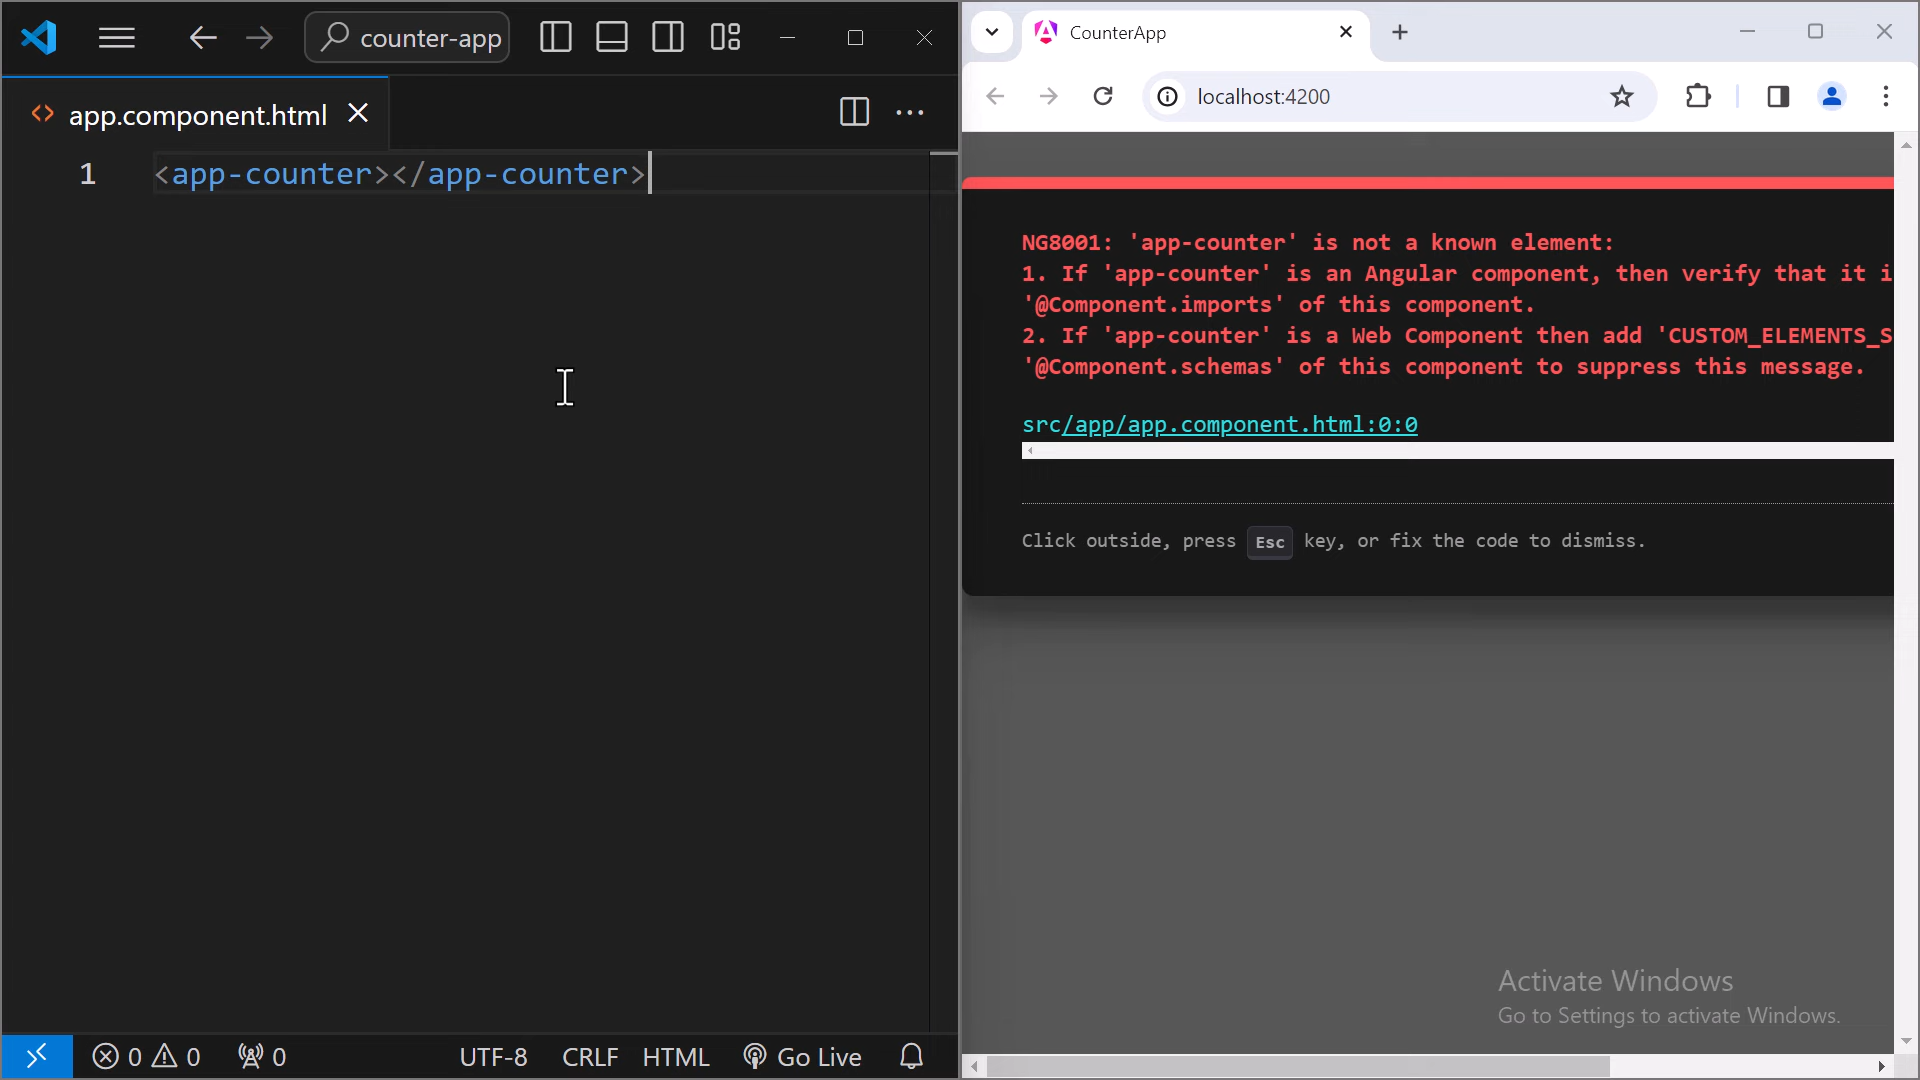 counter-app
app.component.html
1 <app-counter></app-counter>
0 0 0 UTF-8 CRLF HTML Go Live
CounterApp
localhost:4200
NG8001: 'app-counter' is not a known element:
1. If 'app-counter' is an Angular component, then verify that it i
'@Component.imports' of this component.
2. If 'app-counter' is a Web Component then add 'CUSTOM_ELEMENTS_S
'@Component.schemas' of this component to suppress this message.
src/app/app.component.html:0:0
Click outside, press Esc key, or fix the code to dismiss.
Activate Windows
Go to Settings to activate Windows.